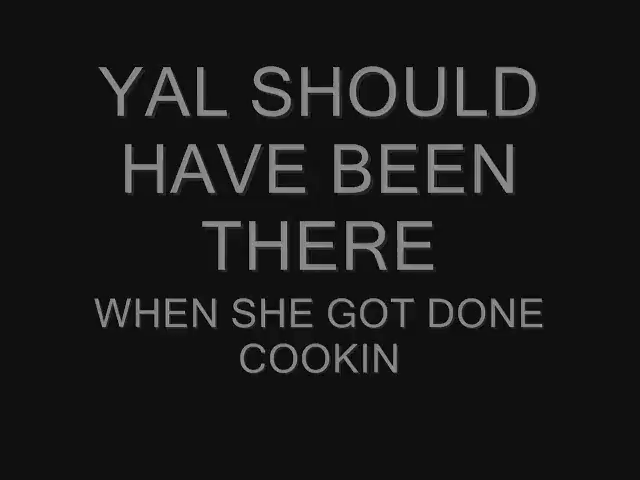 YAL SHOULD
HAVE BEEN
THERE
WHEN SHE GOT DONE
COOKIN